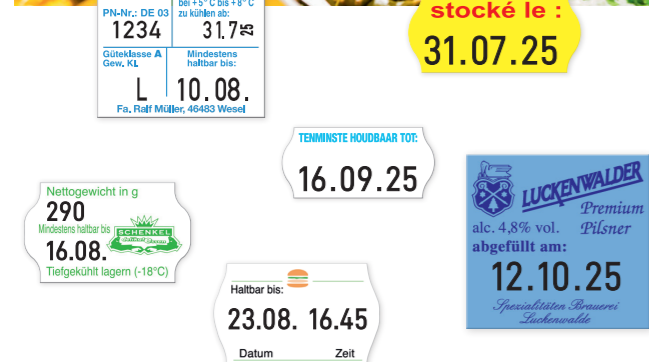 bei +5° C bis +8° C
PN-Nr.: DE 03 zu kühlen ab:
1234 31.7 25
Güteklasse A Mindestens
Gew. KL haltbar bis:
L 10.08.
Fa. Ralf Müller, 46483 Wesel
stocké le :
31.07.25
TENMINSTE HOUDBAAR TOT:
16.09.25
Nettogewicht in g
290
Mindestens haltbar bis
SCHENKEL
16.08.
Tiefgekühlt lagern (-18°C)
LUCKENWALDER
Premium
alc. 4,8% vol. Pilsner
abgefüllt am:
12.10.25
Spezialitäten Brauerei
Luckenwalde
Haltbar bis:
23.08. 16.45
Datum Zeit